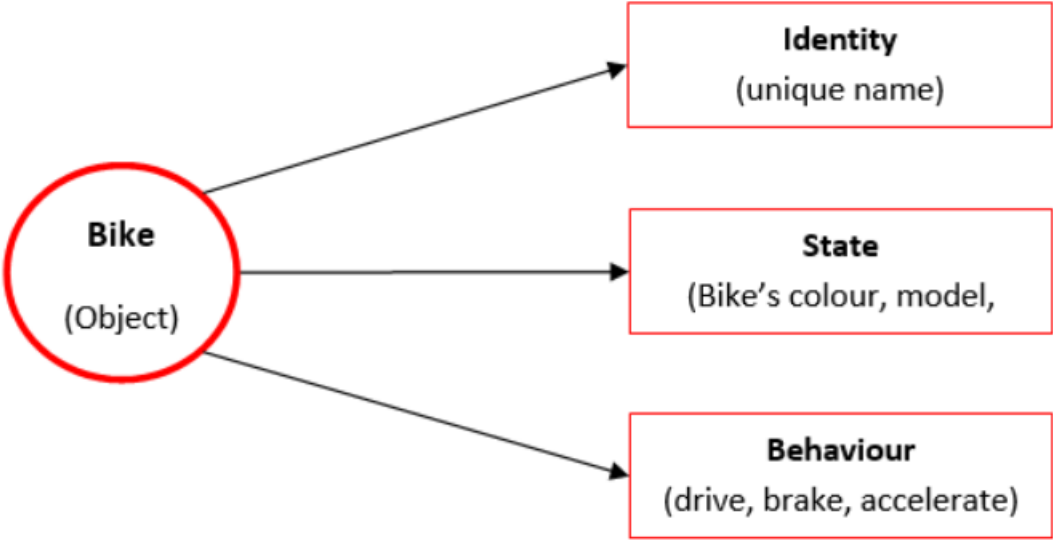 Bike
(Object)
Identity
(unique name)
State
(Bike’s colour, model,
Behaviour
(drive, brake, accelerate)